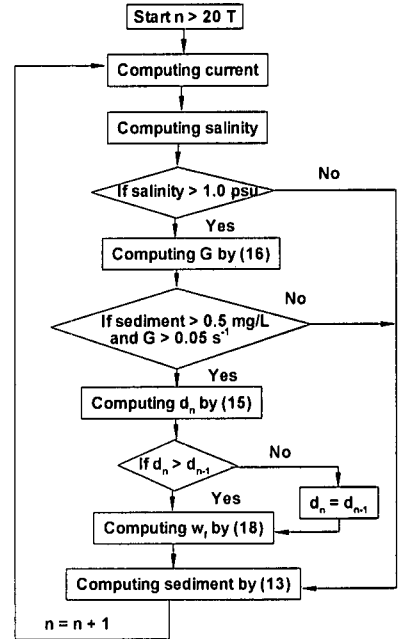 Start n > 20 T
Computing current
Computing salinity
If salinity > 1.0 psu
No
Yes
Computing G by (16)
No
If sediment > 0.5 mg/L
and G > 0.05 s⁻¹
Yes
Computing dₙ by (15)
If dₙ > dₙ₋₁
No
Yes
dₙ = dₙ₋₁
Computing w_f by (18)
Computing sediment by (13)
n = n + 1